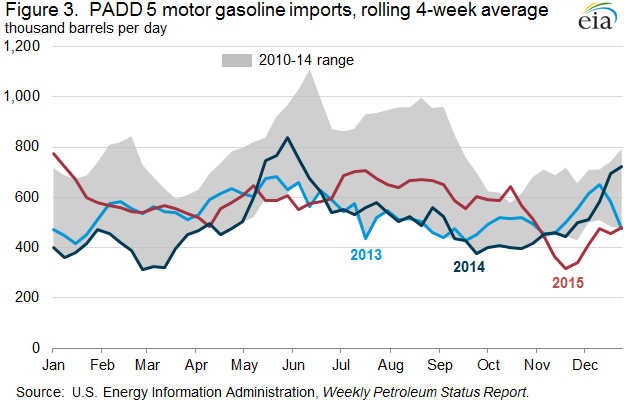 Figure 3.  PADD 5 motor gasoline imports, rolling 4-week average
thousand barrels per day
eia
1,200
2010-14 range
1,000
800
600
400
2013
2014
2015
200
0
Jan Feb Mar Apr May Jun Jul Aug Sep Oct Nov Dec
Source:  U.S. Energy Information Administration, Weekly Petroleum Status Report.